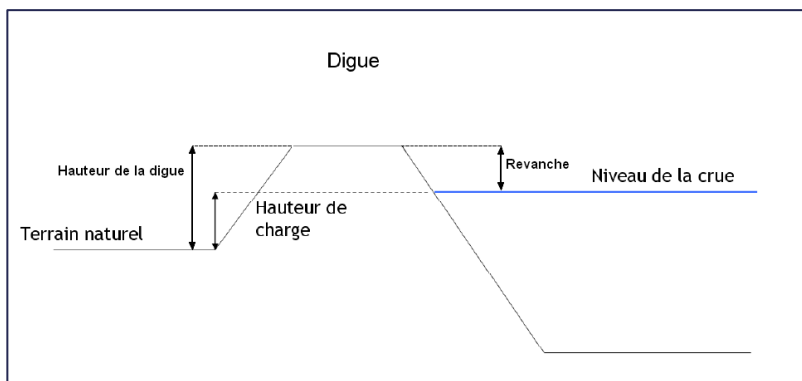 Digue
Hauteur de la digue
Revanche
Niveau de la crue
Hauteur de
charge
Terrain naturel